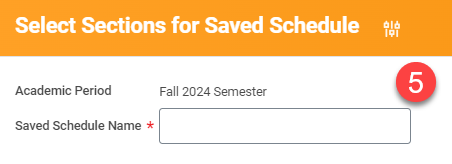 Select Sections for Saved Schedule
5
Academic Period Fall 2024 Semester
Saved Schedule Name *